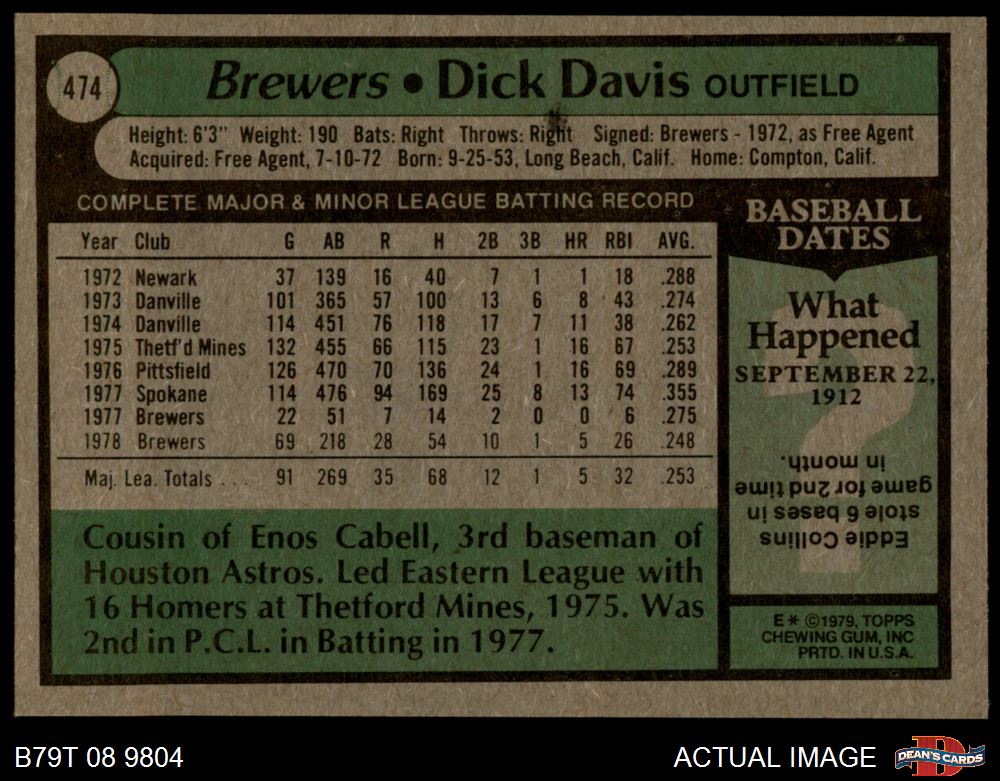 474
Brewers • Dick Davis OUTFIELD
Height: 6'3" Weight: 190 Bats: Right Throws: Right Signed: Brewers - 1972, as Free Agent
Acquired: Free Agent, 7-10-72 Born: 9-25-53, Long Beach, Calif. Home: Compton, Calif.
COMPLETE MAJOR & MINOR LEAGUE BATTING RECORD
Year Club G AB R H 2B 3B HR RBI AVG.
1972 Newark 37 139 16 40 7 1 1 18 .288
1973 Danville 101 365 57 100 13 6 8 43 .274
1974 Danville 114 451 76 118 17 7 11 38 .262
1975 Thetf'd Mines 132 455 66 115 23 1 16 67 .253
1976 Pittsfield 126 470 70 136 24 1 16 69 .289
1977 Spokane 114 476 94 169 25 8 13 74 .355
1977 Brewers 22 51 7 14 2 0 0 6 .275
1978 Brewers 69 218 28 54 10 1 5 26 .248
Maj. Lea. Totals . . . 91 269 35 68 12 1 5 32 .253
Cousin of Enos Cabell, 3rd baseman of
Houston Astros. Led Eastern League with
16 Homers at Thetford Mines, 1975. Was
2nd in P.C.L. in Batting in 1977.
BASEBALL
DATES
What
Happened
SEPTEMBER 22,
1912
Eddie Collins
stole 6 bases in
game for 2nd time
in month.
E * ©1979, TOPPS
CHEWING GUM, INC
PRTD. IN U.S.A.
B79T 08 9804
ACTUAL IMAGE
D
DEAN'S CARDS